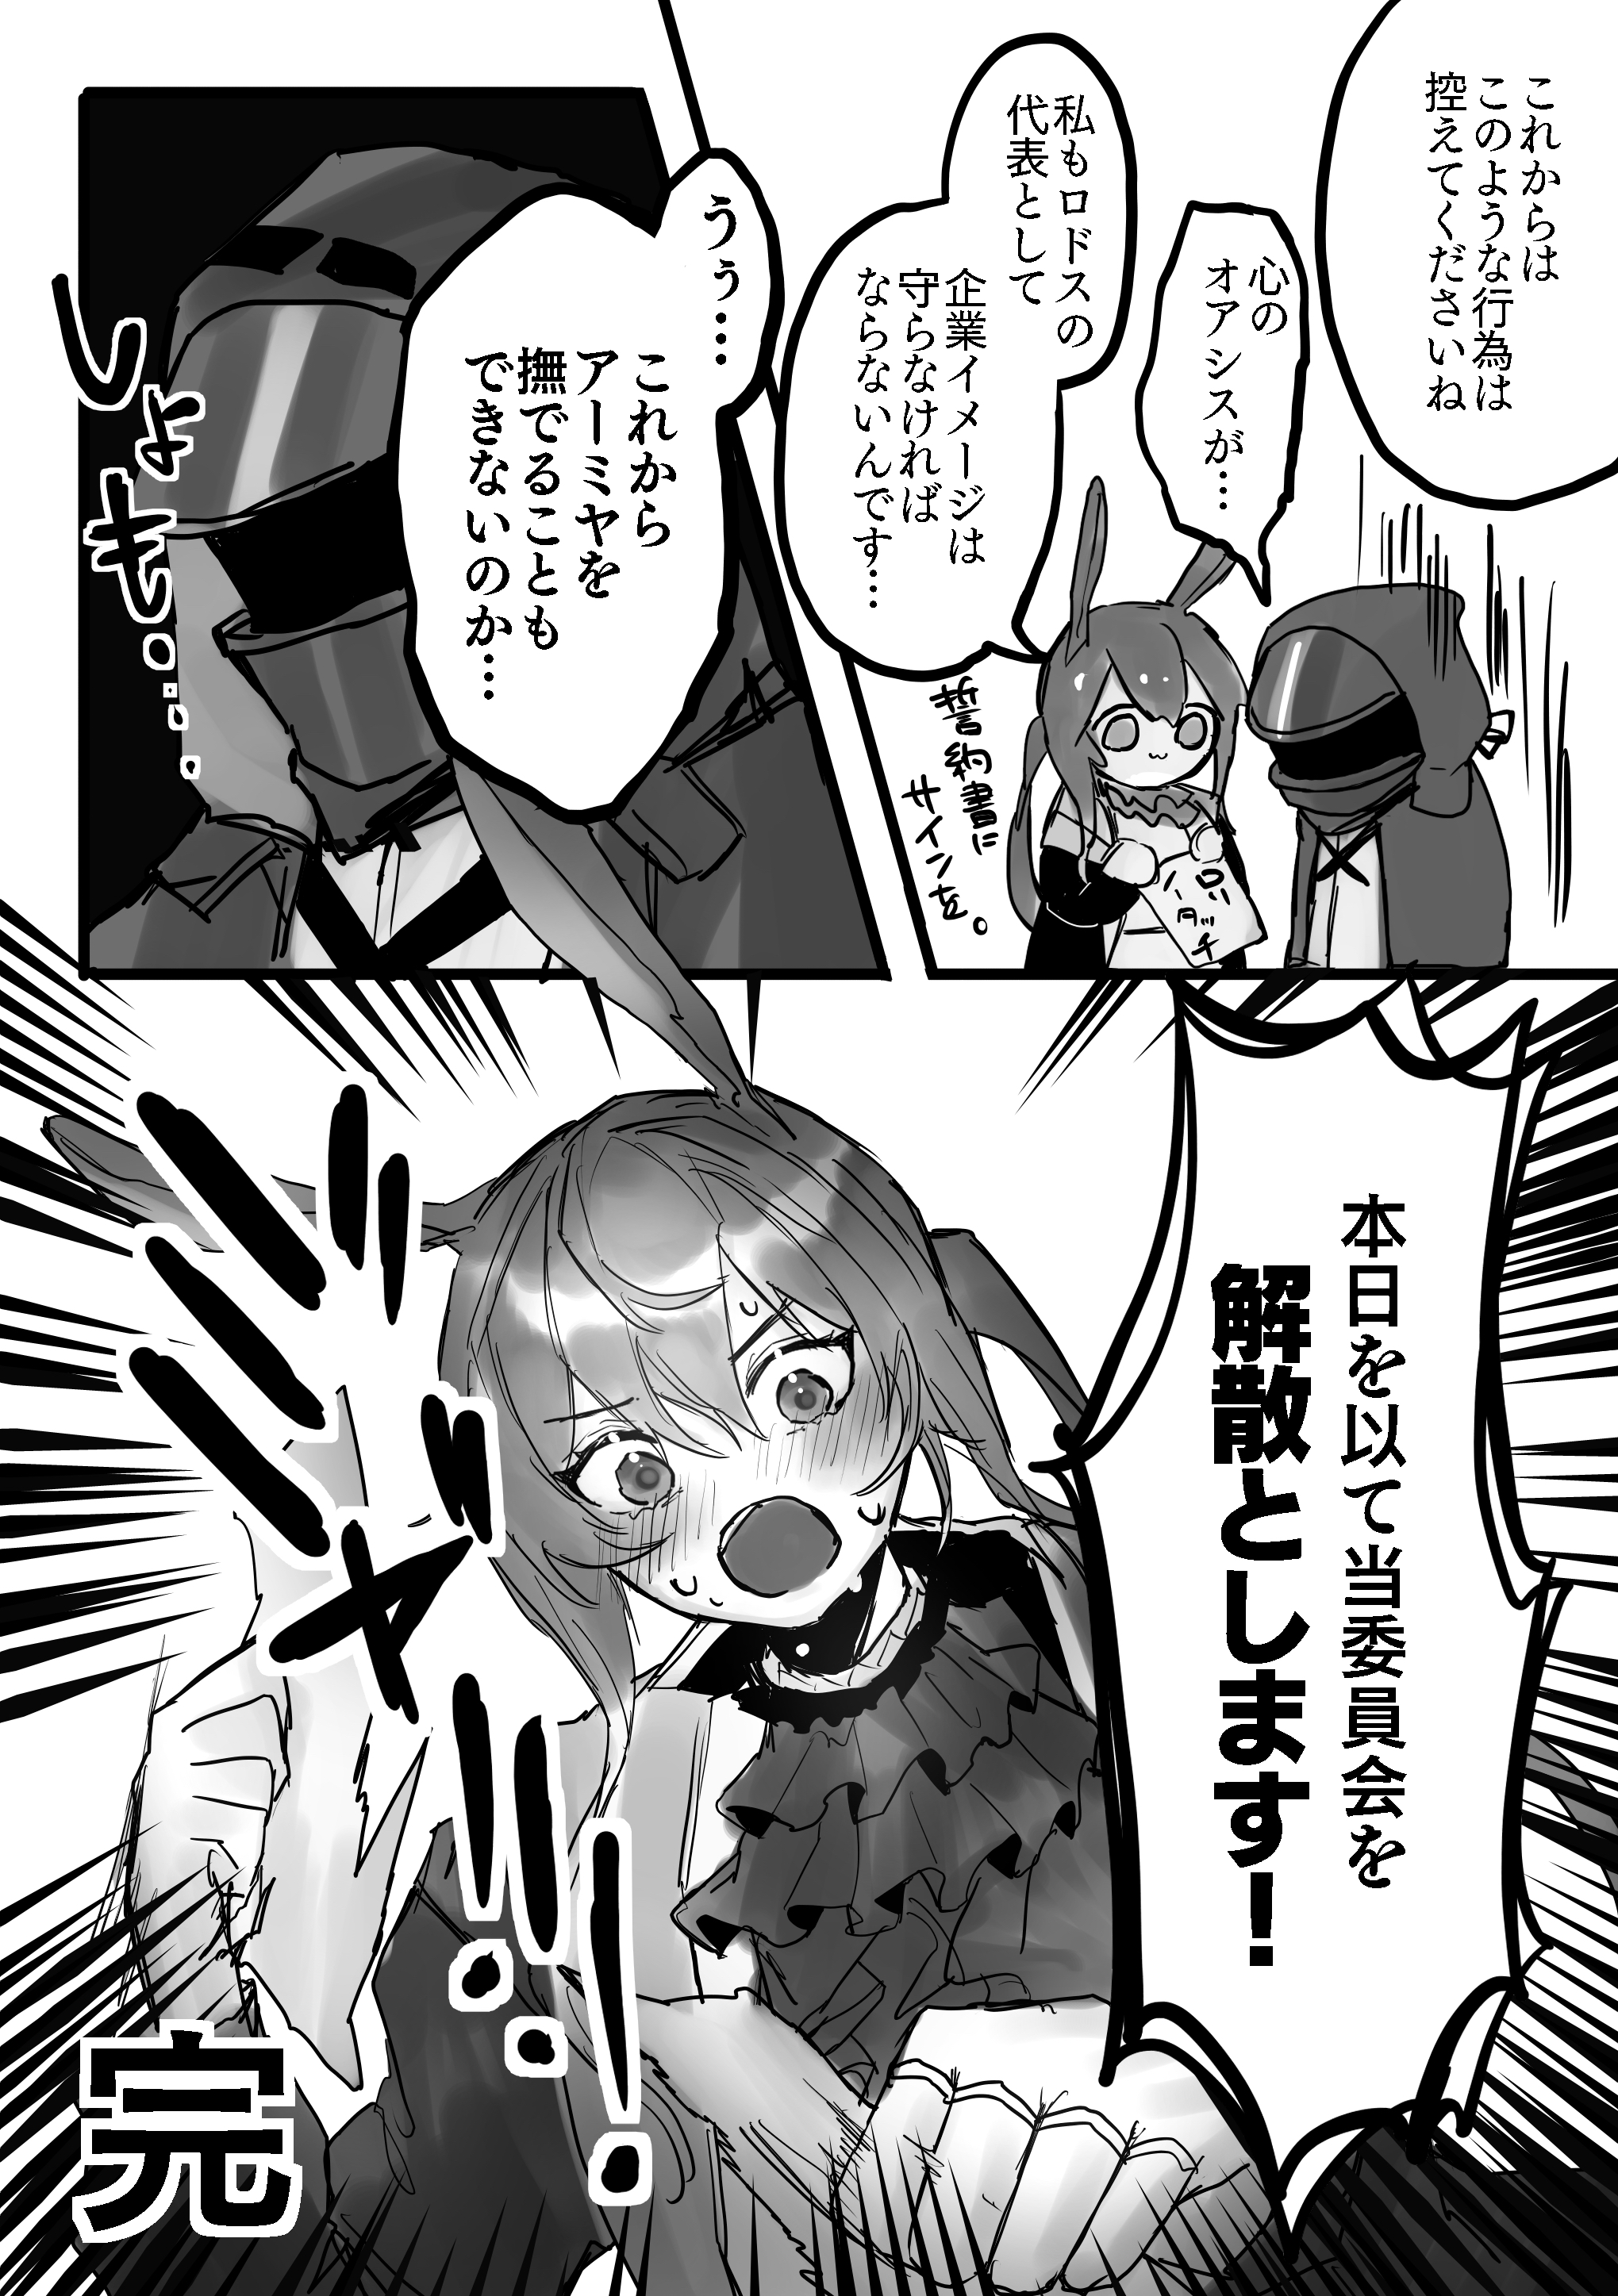 これからは
このような行為は
控えてくださいね
心の
オアシスが…
私もロドスの
代表として
企業イメージは
守らなければ
ならないんです…
誓約書に
サインを。
ロリ
ノー
タッチ
うぅ…
これから
アーミヤを
撫でることも
できないのか…
しょも…
本日を以て当委員会を
解散とします!
ミ゛ャ!!!
完